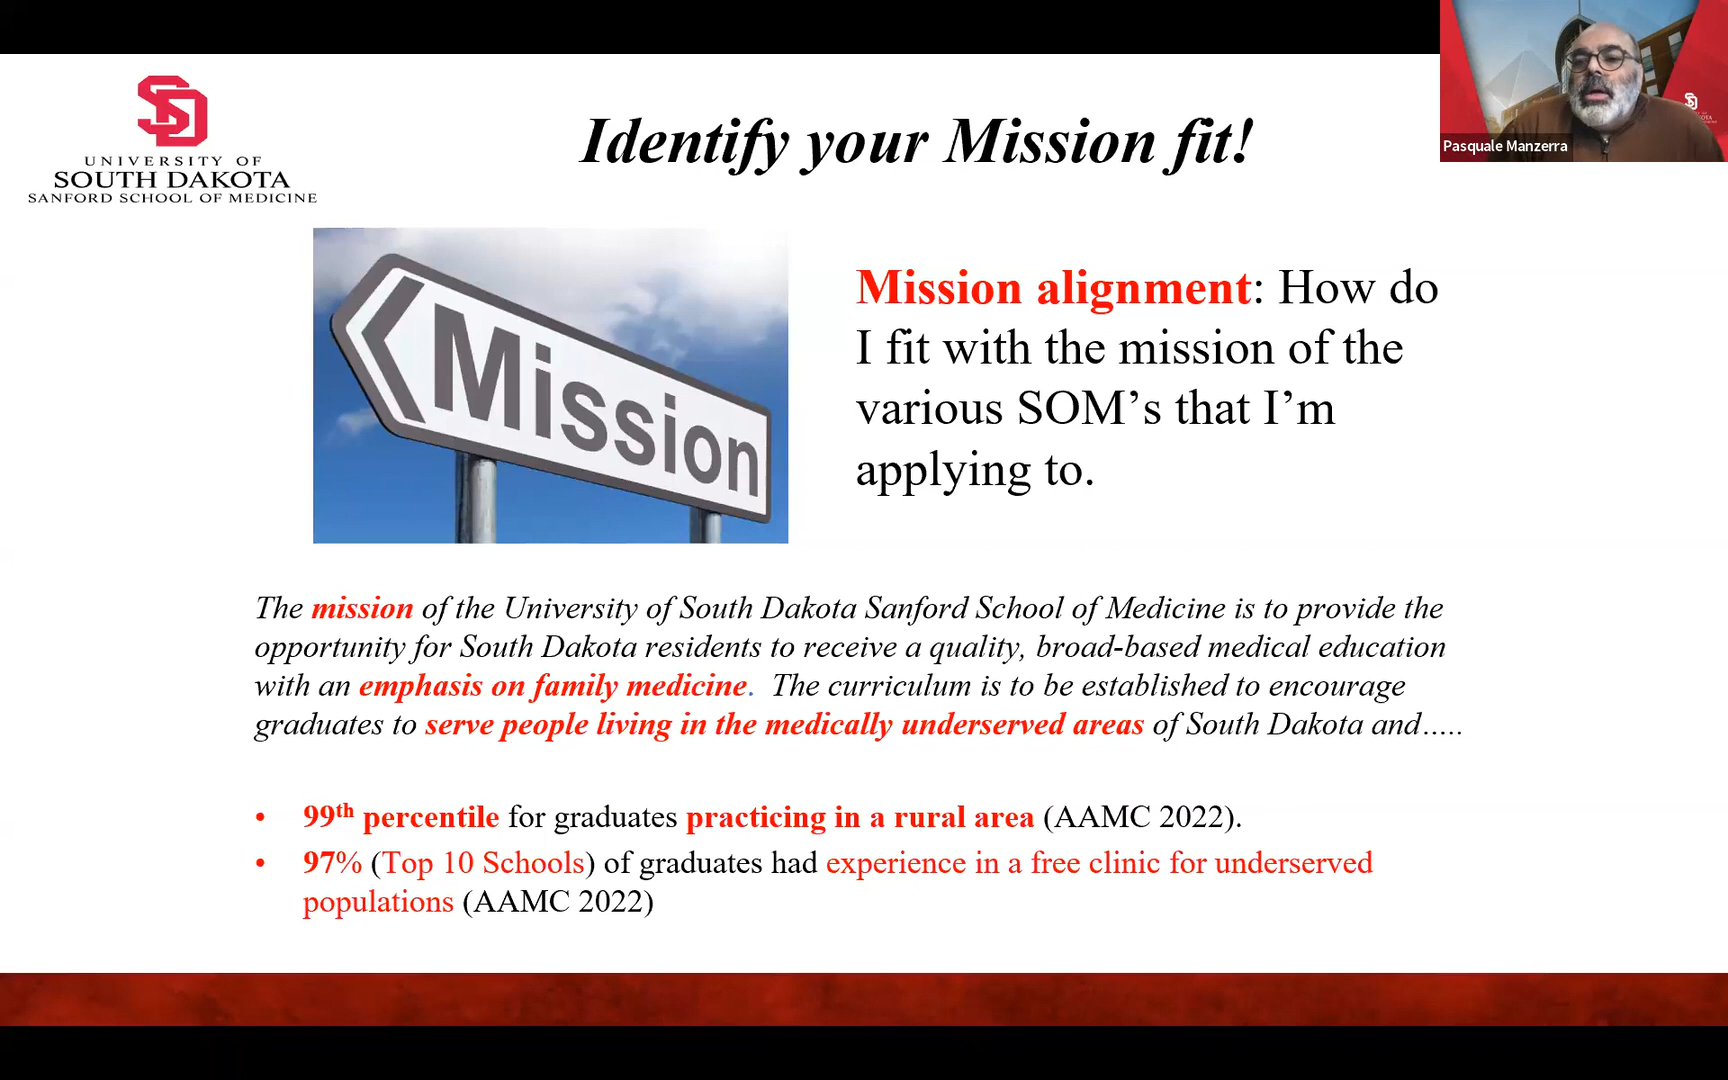 UNIVERSITY OF
SOUTH DAKOTA
SANFORD SCHOOL OF MEDICINE
Identify your Mission fit!
Pasquale Manzerra
Mission
Mission alignment: How do
I fit with the mission of the
various SOM’s that I’m
applying to.
The mission of the University of South Dakota Sanford School of Medicine is to provide the
opportunity for South Dakota residents to receive a quality, broad-based medical education
with an emphasis on family medicine. The curriculum is to be established to encourage
graduates to serve people living in the medically underserved areas of South Dakota and…..
• 99th percentile for graduates practicing in a rural area (AAMC 2022).
• 97% (Top 10 Schools) of graduates had experience in a free clinic for underserved
populations (AAMC 2022)